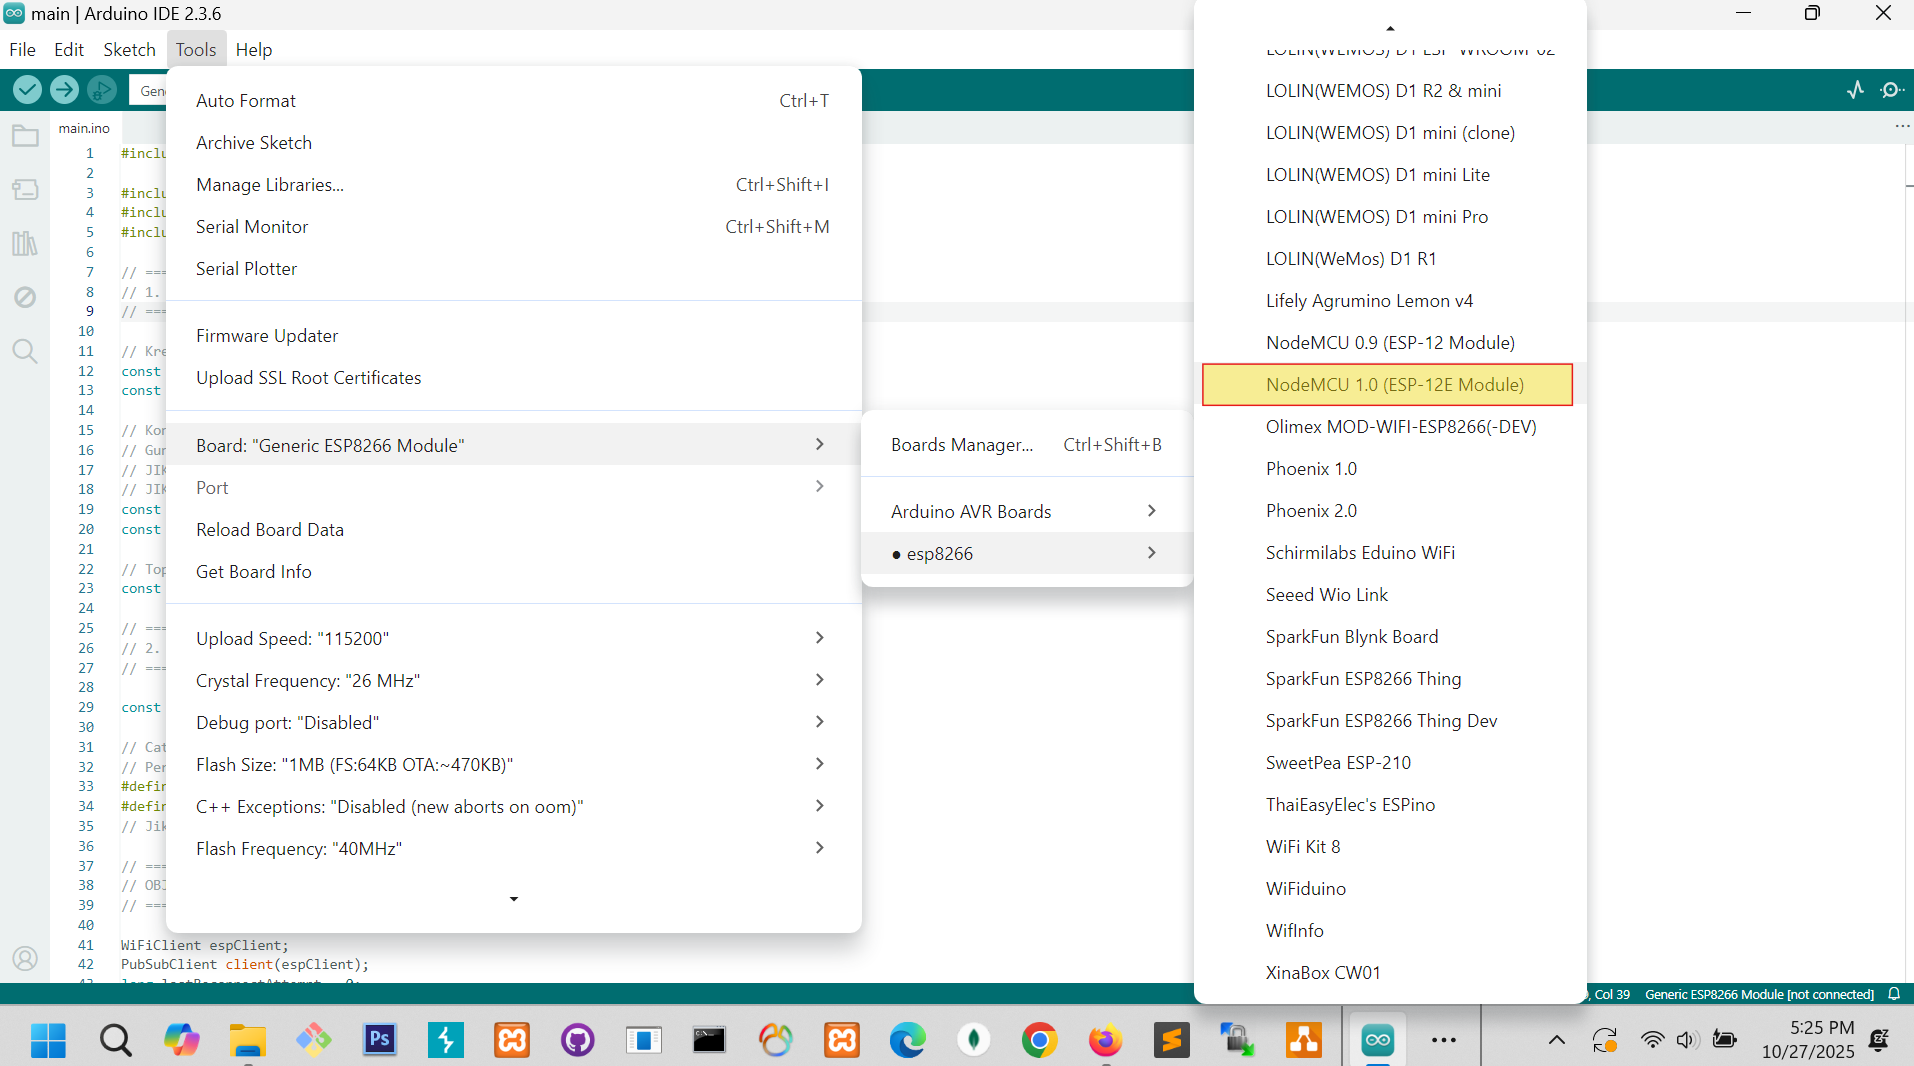 main | Arduino IDE 2.3.6
File Edit Sketch Tools Help
main.ino
1 #inclu
2
3 #inclu
4 #inclu
5 #inclu
6
7 // ===
8 // 1.
9 // ===
10
11 // Kre
12 const
13 const
14
15 // Kon
16 // Gun
17 // JIK
18 // JIK
19 const
20 const
21
22 // Top
23 const
24
25 // ===
26 // 2.
27 // ===
28
29 const
30
31 // Cat
32 // Per
33 #defin
34 #defin
35 // Jik
36
37 // ===
38 // OBJ
39 // ===
40
41 WiFiClient espClient;
42 PubSubClient client(espClient);
Auto Format Ctrl+T
Archive Sketch
Manage Libraries... Ctrl+Shift+I
Serial Monitor Ctrl+Shift+M
Serial Plotter
Firmware Updater
Upload SSL Root Certificates
Board: "Generic ESP8266 Module"
Port
Reload Board Data
Get Board Info
Upload Speed: "115200"
Crystal Frequency: "26 MHz"
Debug port: "Disabled"
Flash Size: "1MB (FS:64KB OTA:~470KB)"
C++ Exceptions: "Disabled (new aborts on oom)"
Flash Frequency: "40MHz"
Boards Manager... Ctrl+Shift+B
Arduino AVR Boards
● esp8266
LOLIN(WEMOS) D1 ESP-WROOM-02
LOLIN(WEMOS) D1 R2 & mini
LOLIN(WEMOS) D1 mini (clone)
LOLIN(WEMOS) D1 mini Lite
LOLIN(WEMOS) D1 mini Pro
LOLIN(WeMos) D1 R1
Lifely Agrumino Lemon v4
NodeMCU 0.9 (ESP-12 Module)
NodeMCU 1.0 (ESP-12E Module)
Olimex MOD-WIFI-ESP8266(-DEV)
Phoenix 1.0
Phoenix 2.0
Schirmilabs Eduino WiFi
Seeed Wio Link
SparkFun Blynk Board
SparkFun ESP8266 Thing
SparkFun ESP8266 Thing Dev
SweetPea ESP-210
ThaiEasyElec's ESPino
WiFi Kit 8
WiFiduino
WifInfo
XinaBox CW01
, Col 39 Generic ESP8266 Module [not connected]
Ps
5:25 PM
10/27/2025